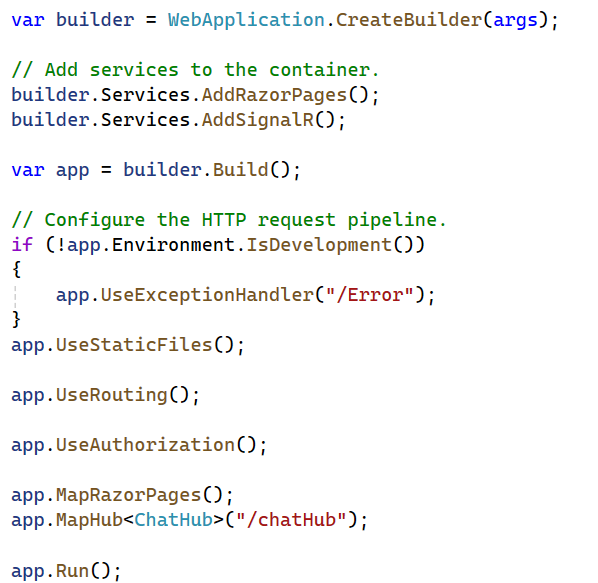 var builder = WebApplication.CreateBuilder(args);

// Add services to the container.
builder.Services.AddRazorPages();
builder.Services.AddSignalR();

var app = builder.Build();

// Configure the HTTP request pipeline.
if (!app.Environment.IsDevelopment())
{
    app.UseExceptionHandler("/Error");
}
app.UseStaticFiles();

app.UseRouting();

app.UseAuthorization();

app.MapRazorPages();
app.MapHub<ChatHub>("/chatHub");

app.Run();